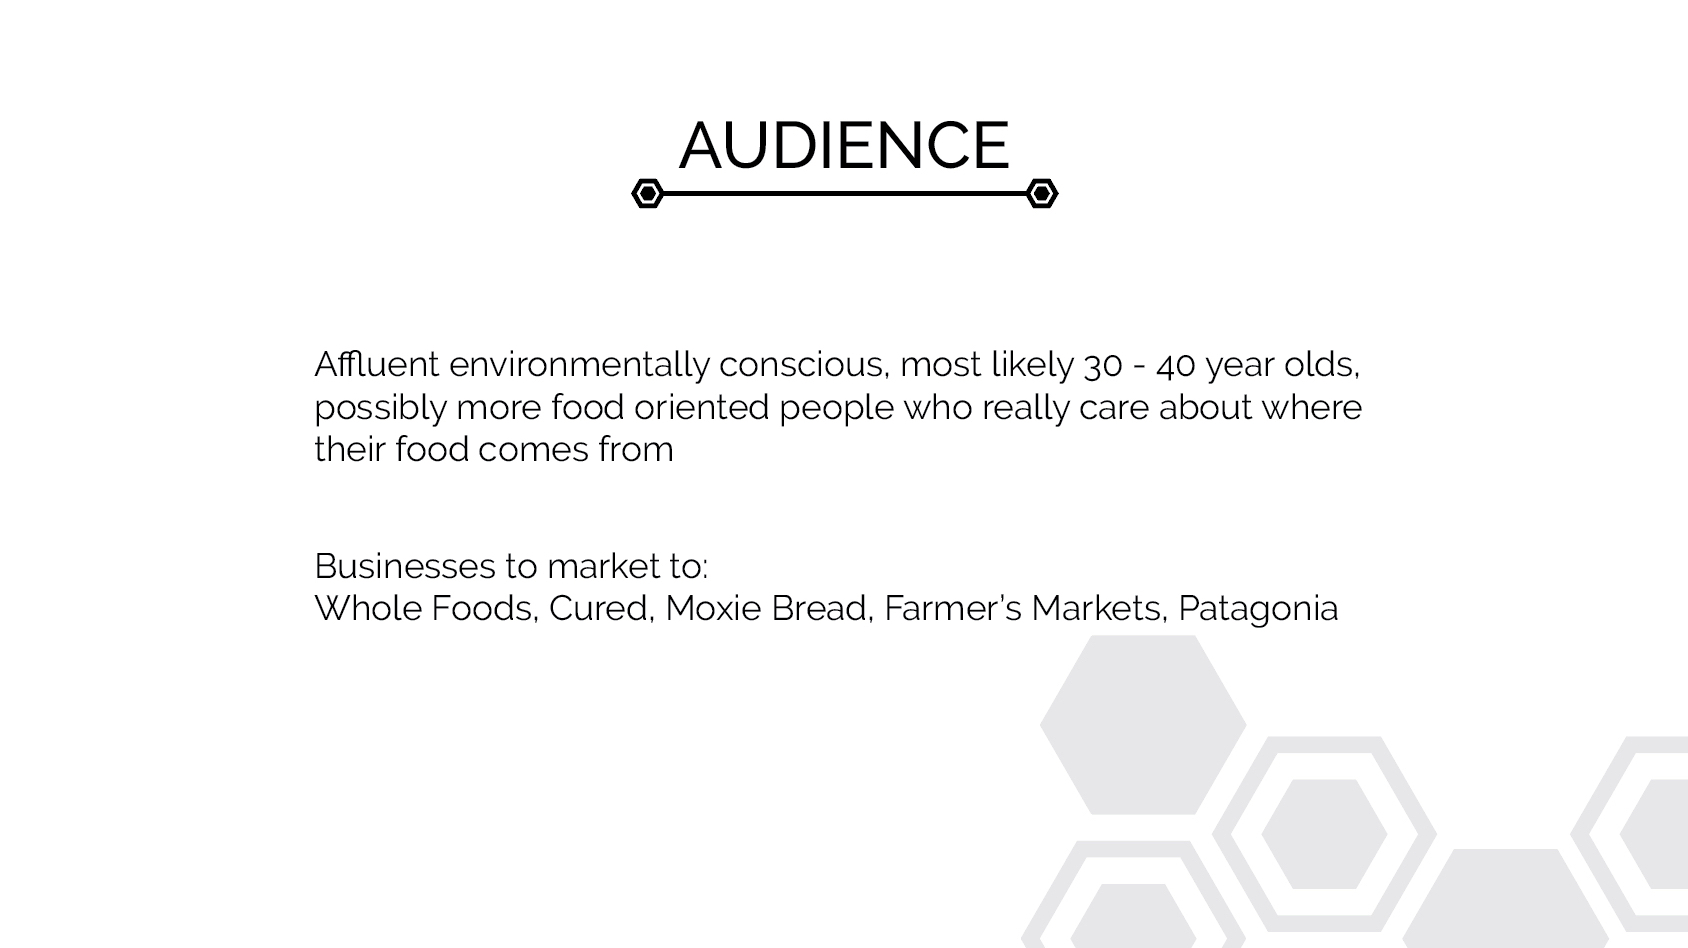 AUDIENCE
Affluent environmentally conscious, most likely 30 - 40 year olds,
possibly more food oriented people who really care about where
their food comes from
Businesses to market to:
Whole Foods, Cured, Moxie Bread, Farmer’s Markets, Patagonia